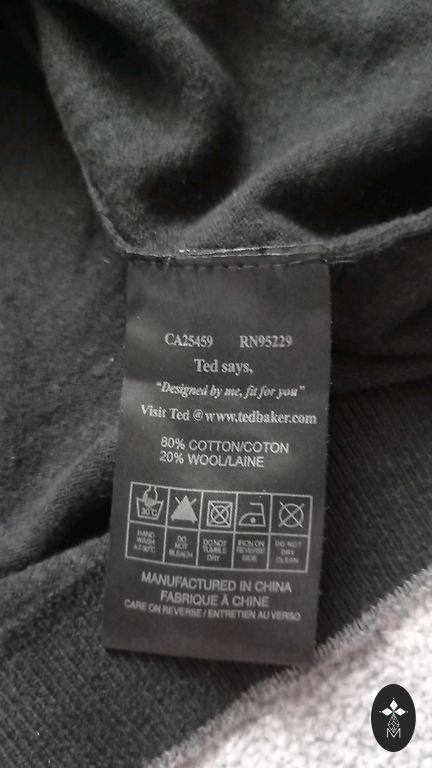 CA25459 RN95229
Ted says,
"Designed by me, fit for you"
Visit Ted @www.tedbaker.com
80% COTTON/COTON
20% WOOL/LAINE
30°C
HAND WASH AT 30°C
DO NOT BLEACH
DO NOT TUMBLE DRY
IRON ON REVERSE SIDE
DO NOT DRY CLEAN
MANUFACTURED IN CHINA
FABRIQUE À CHINE
CARE ON REVERSE / ENTRETIEN AU VERSO
M